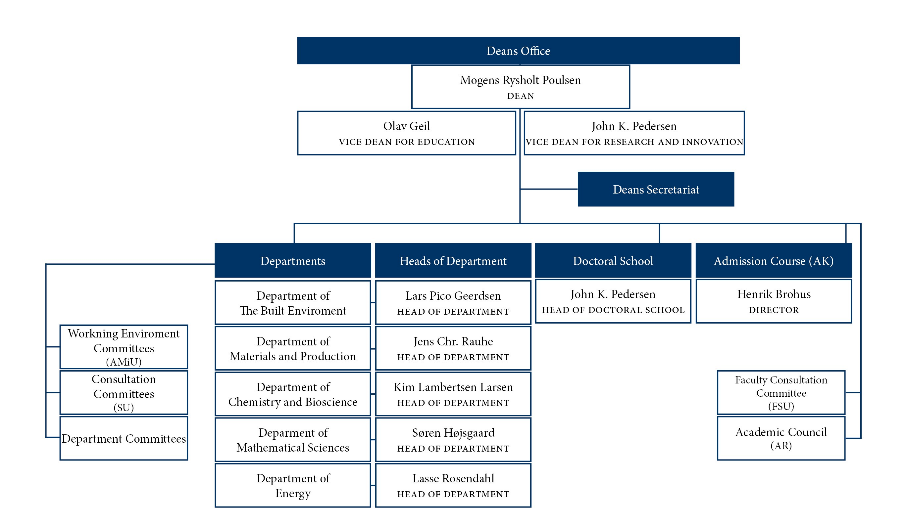 Deans Office
Mogens Rysholt Poulsen
DEAN
Olav Geil
VICE DEAN FOR EDUCATION
John K. Pedersen
VICE DEAN FOR RESEARCH AND INNOVATION
Deans Secretariat
Departments
Heads of Department
Doctoral School
Admission Course (AK)
Department of
The Built Enviroment
Lars Pico Geerdsen
HEAD OF DEPARTMENT
John K. Pedersen
HEAD OF DOCTORAL SCHOOL
Henrik Brohus
DIRECTOR
Department of
Materials and Production
Jens Chr. Rauhe
HEAD OF DEPARTMENT
Department of
Chemistry and Bioscience
Kim Lambertsen Larsen
HEAD OF DEPARTMENT
Deparment of
Mathematical Sciences
Søren Højsgaard
HEAD OF DEPARTMENT
Department of
Energy
Lasse Rosendahl
HEAD OF DEPARTMENT
Workning Enviroment
Committees
(AMiU)
Consultation
Committees
(SU)
Department Committees
Faculty Consultation
Committee
(FSU)
Academic Council
(AR)